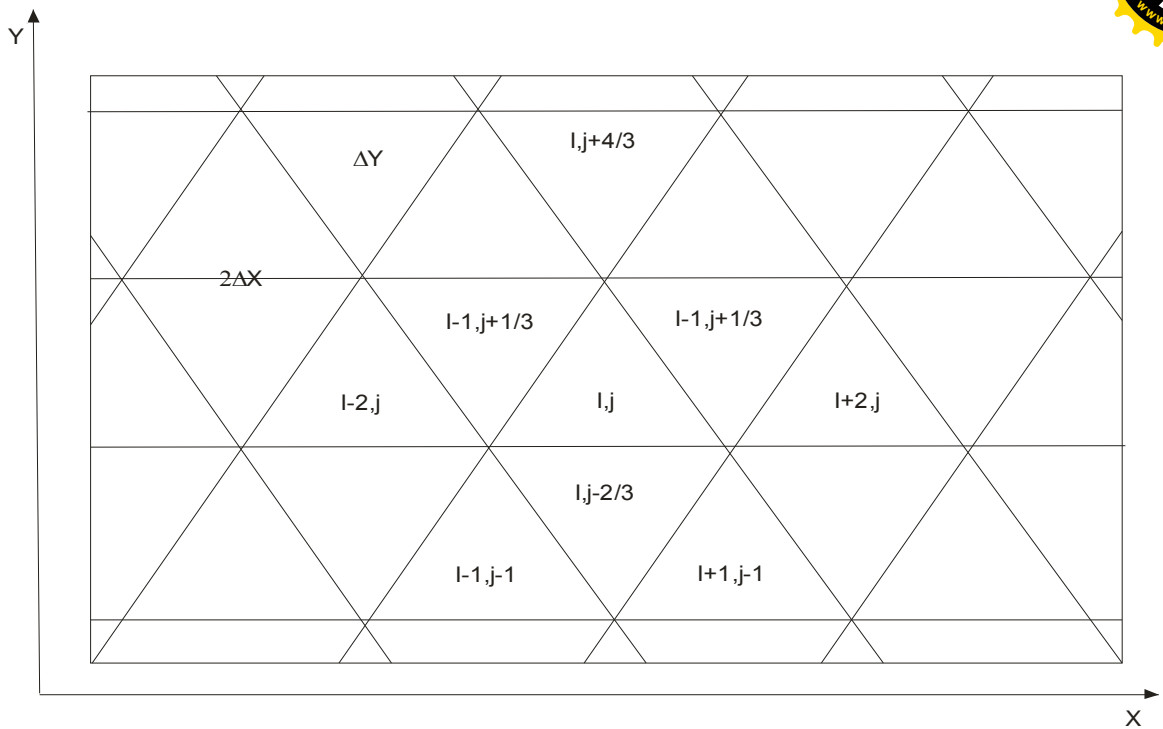 Y
I,j+4/3
ΔY
2ΔX
I-1,j+1/3 I-1,j+1/3
I-2,j I,j I+2,j
I,j-2/3
I-1,j-1 I+1,j-1
X